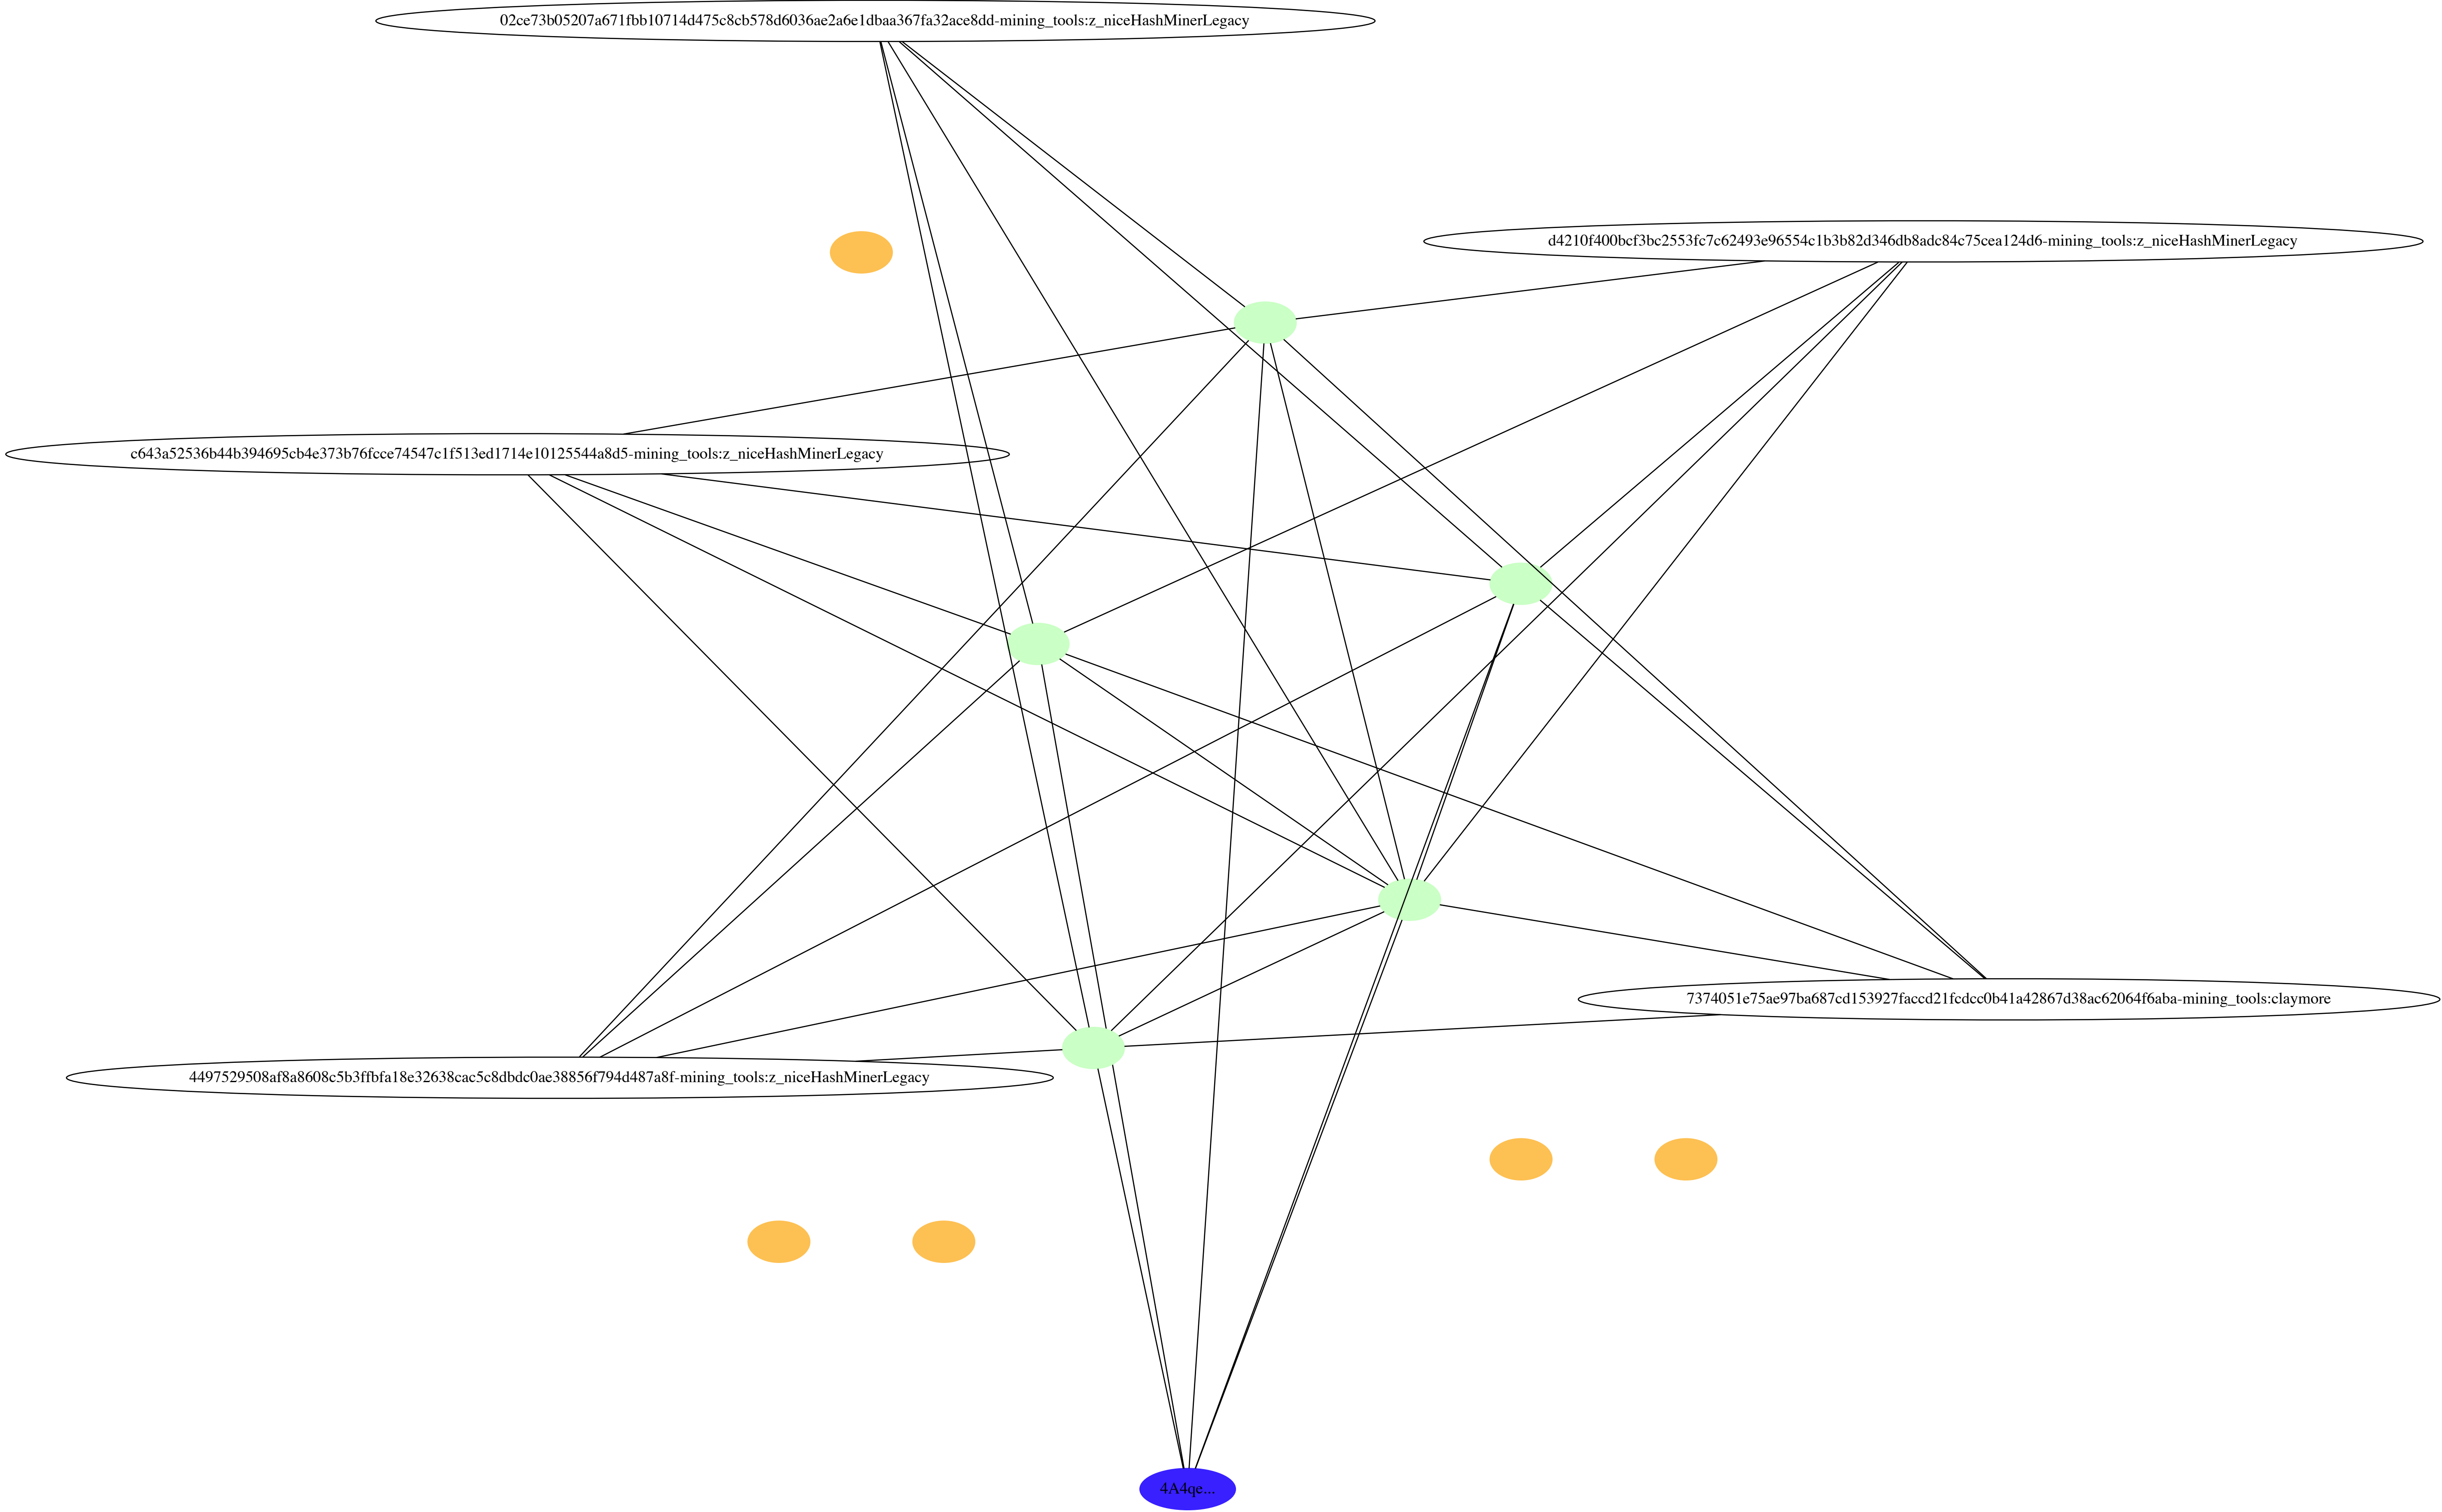 02ce73b05207a671fbb10714d475c8cb578d6036ae2a6e1dbaa367fa32ace8dd-mining_tools:z_niceHashMinerLegacy
d4210f400bcf3bc2553fc7c62493e96554c1b3b82d346db8adc84c75cea124d6-mining_tools:z_niceHashMinerLegacy
c643a52536b44b394695cb4e373b76fcce74547c1f513ed1714e10125544a8d5-mining_tools:z_niceHashMinerLegacy
7374051e75ae97ba687cd153927faccd21fcdcc0b41a42867d38ac62064f6aba-mining_tools:claymore
4497529508af8a8608c5b3ffbfa18e32638cac5c8dbdc0ae38856f794d487a8f-mining_tools:z_niceHashMinerLegacy
4A4qe...